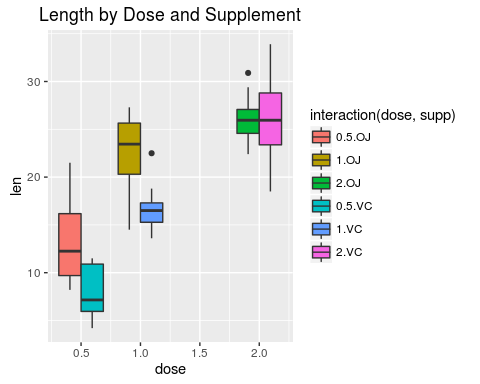 Length by Dose and Supplement
len
30
20
10
0.5
1.0
1.5
2.0
dose
interaction(dose, supp)
0.5.OJ
1.OJ
2.OJ
0.5.VC
1.VC
2.VC